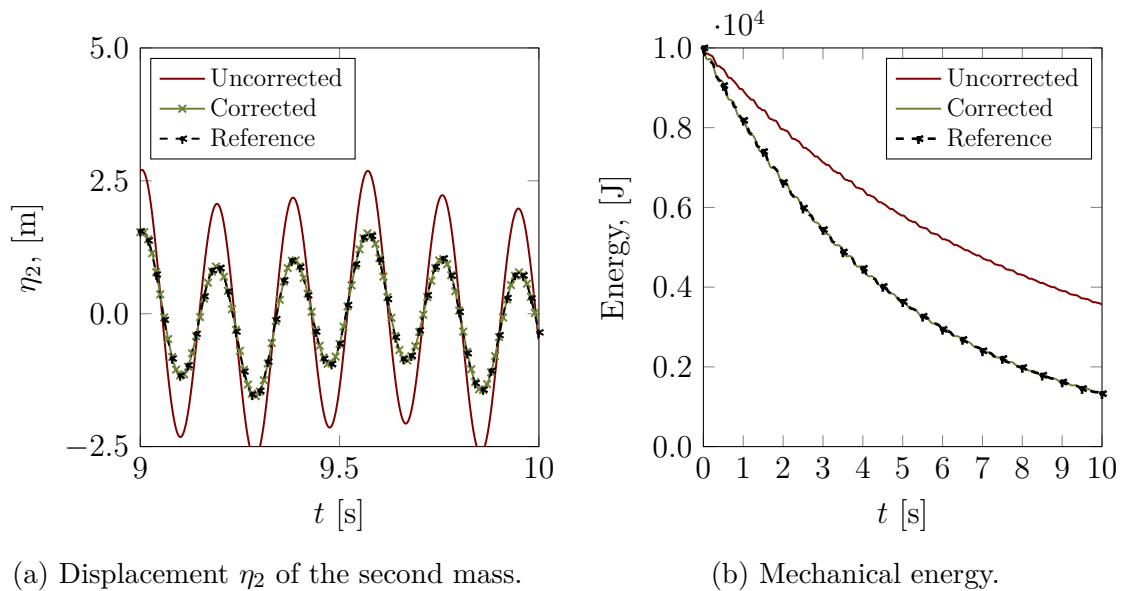 5.0
2.5
0.0
−2.5
9
9.5
10
η₂, [m]
t [s]
Uncorrected
Corrected
Reference
(a) Displacement η₂ of the second mass.
·10⁴
1.0
0.8
0.6
0.4
0.2
0.0
0 1 2 3 4 5 6 7 8 9 10
Energy, [J]
t [s]
Uncorrected
Corrected
Reference
(b) Mechanical energy.